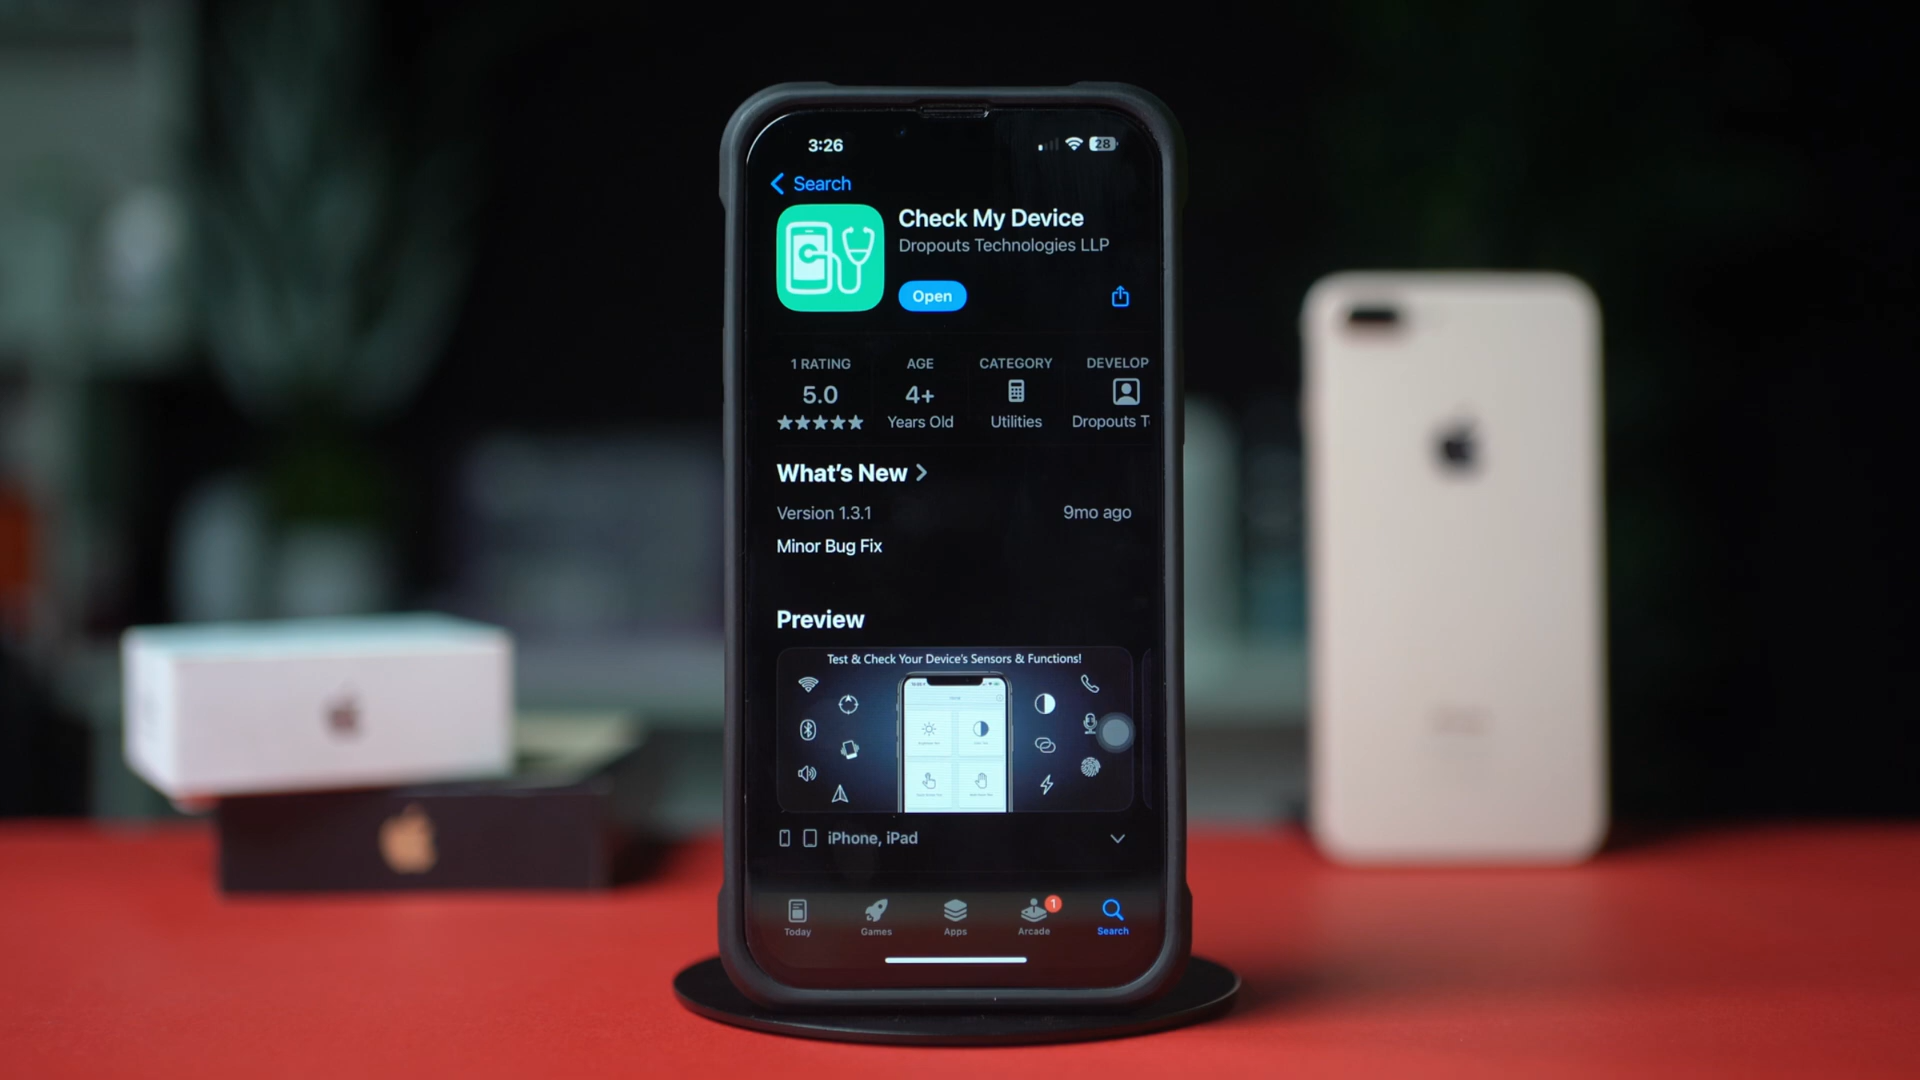 3:26
28
Search
Check My Device
Dropouts Technologies LLP
Open
1 RATING
AGE
CATEGORY
DEVELOP
5.0
4+
Years Old
Utilities
Dropouts T
What's New
Version 1.3.1
9mo ago
Minor Bug Fix
Preview
Test & Check Your Device's Sensors & Functions!
iPhone, iPad
1
Today
Games
Apps
Arcade
Search